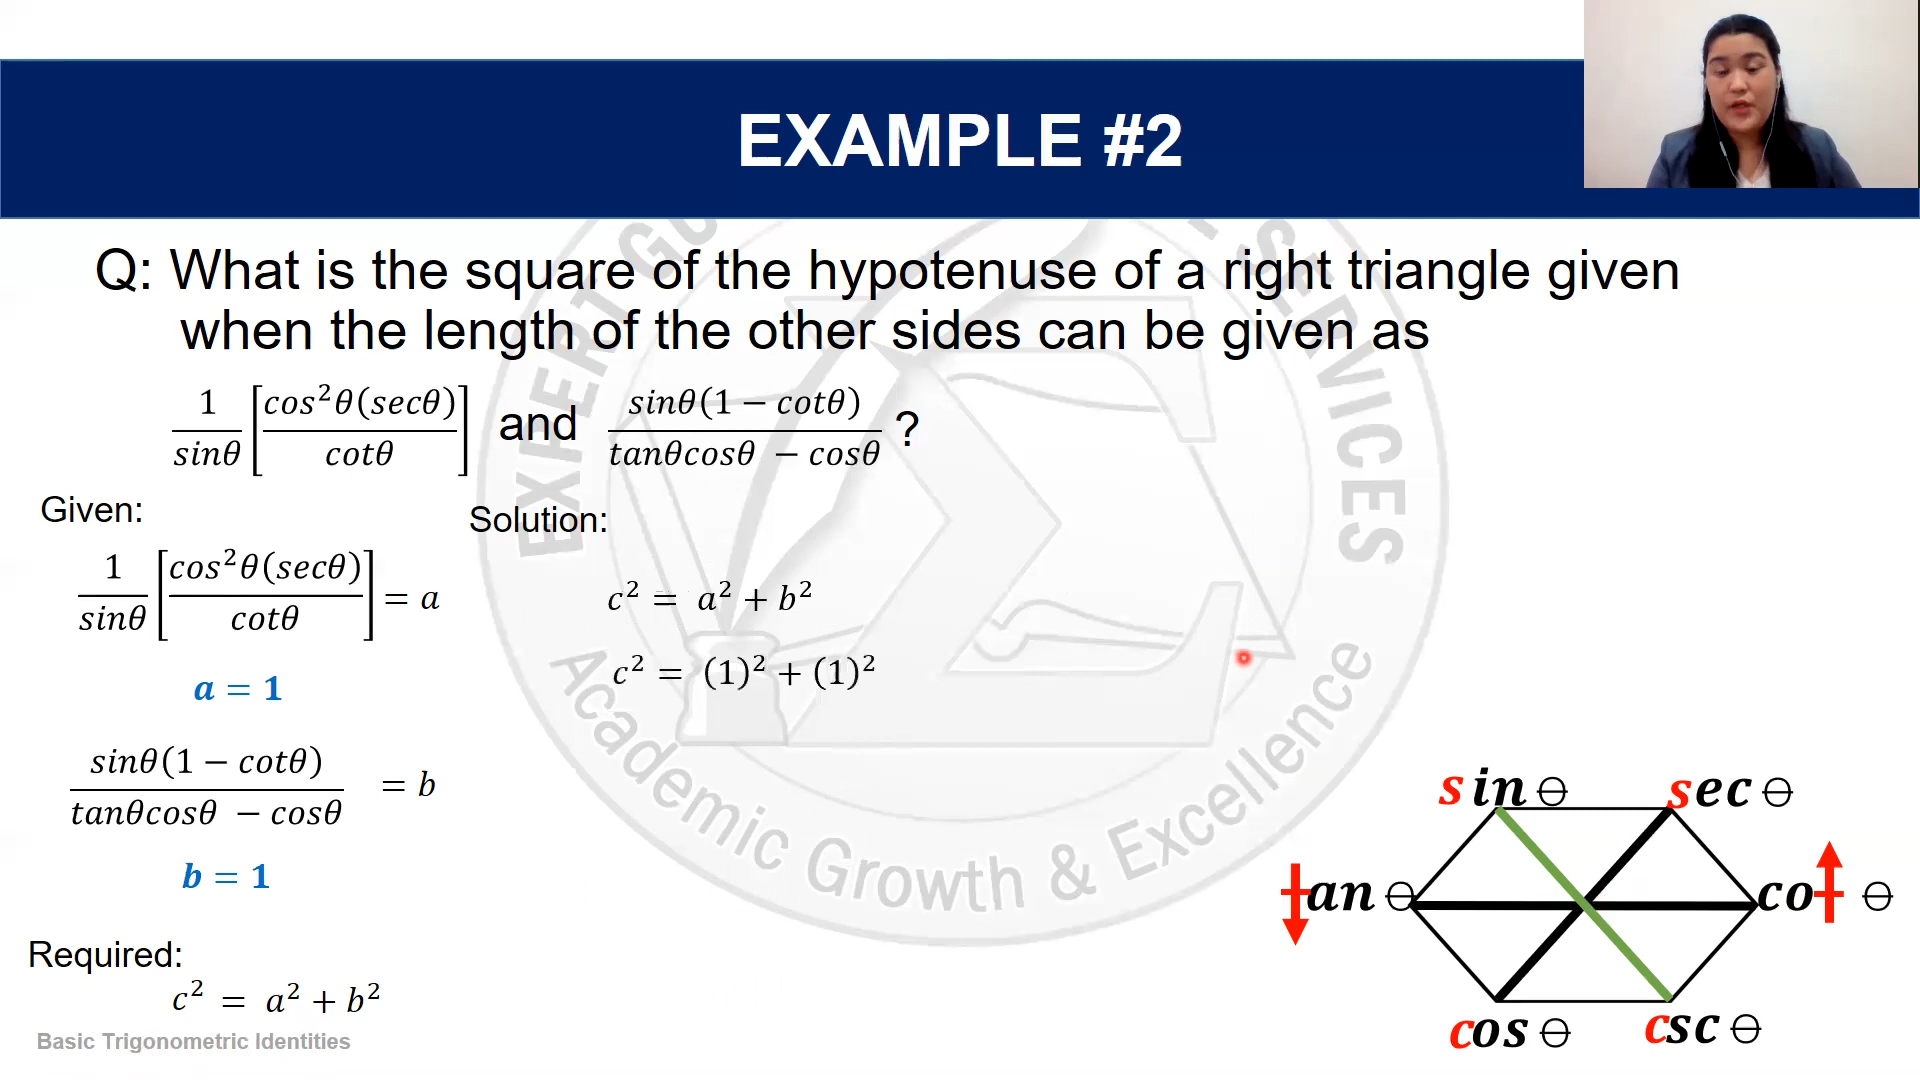 EXAMPLE #2
Q: What is the square of the hypotenuse of a right triangle given
when the length of the other sides can be given as
1/sinθ [cos²θ(secθ)/cotθ] and sinθ(1 − cotθ)/tanθcosθ − cosθ ?
Given:
1/sinθ [cos²θ(secθ)/cotθ] = a
a = 1
sinθ(1 − cotθ)/tanθcosθ − cosθ = b
b = 1
Required:
c² = a² + b²
Solution:
c² = a² + b²
c² = (1)² + (1)²
sin ϴ
sec ϴ
tan ϴ
cot ϴ
cos ϴ
csc ϴ
Basic Trigonometric Identities
EXPERT GU
SERVICES
Academic Growth & Excellence